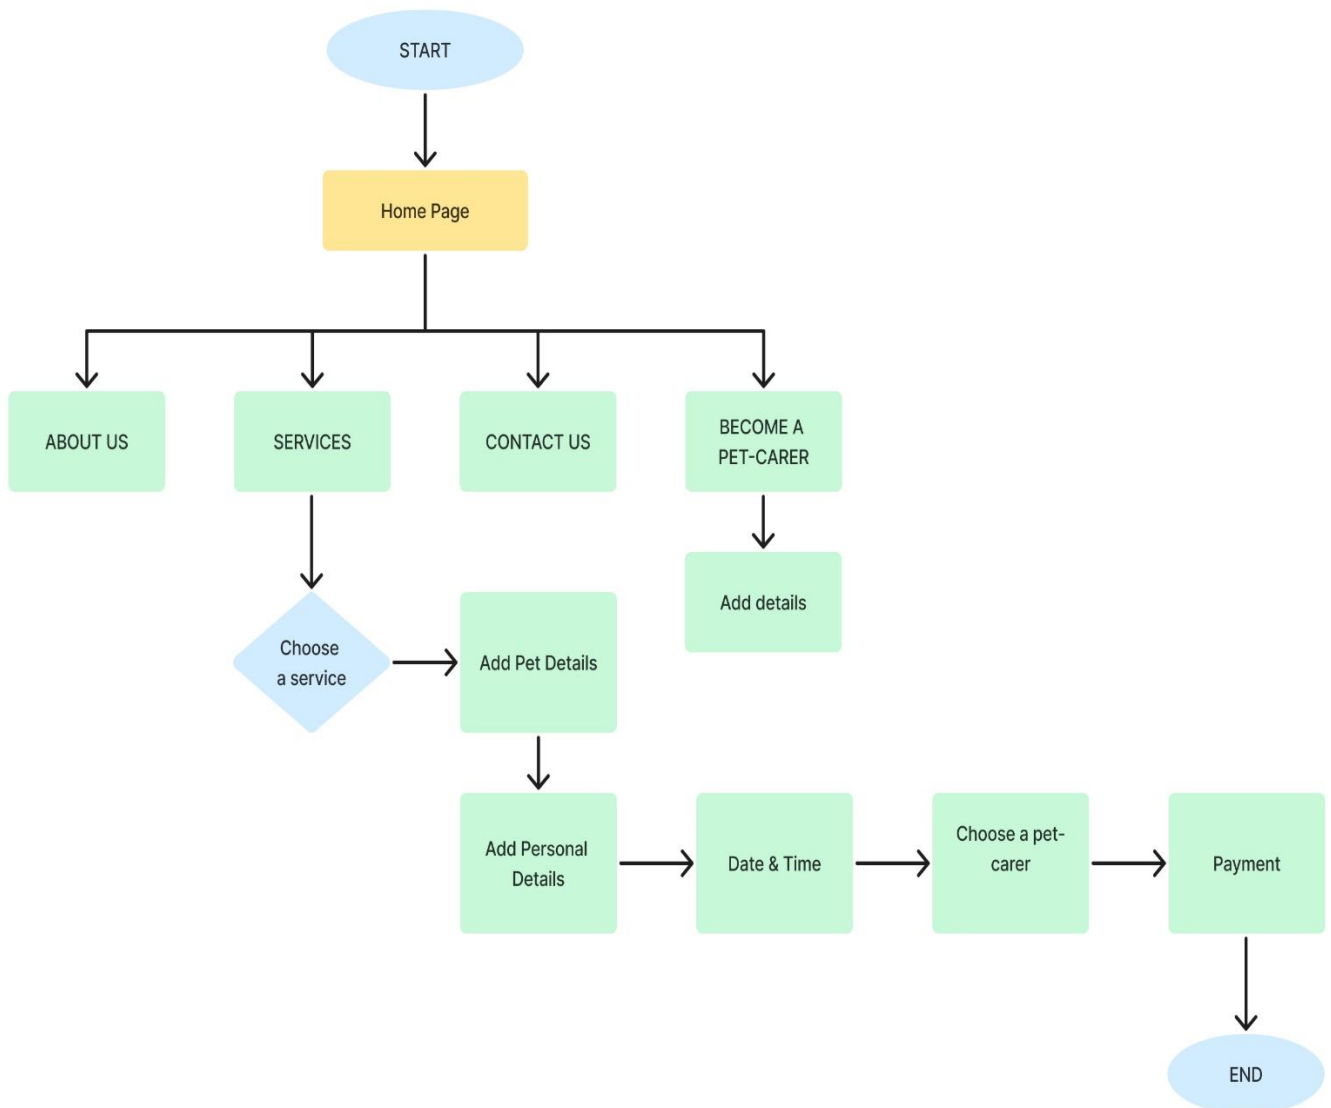 START
Home Page
ABOUT US
SERVICES
CONTACT US
BECOME A
PET-CARER
Add details
Choose
a service
Add Pet Details
Add Personal
Details
Date & Time
Choose a pet-
carer
Payment
END